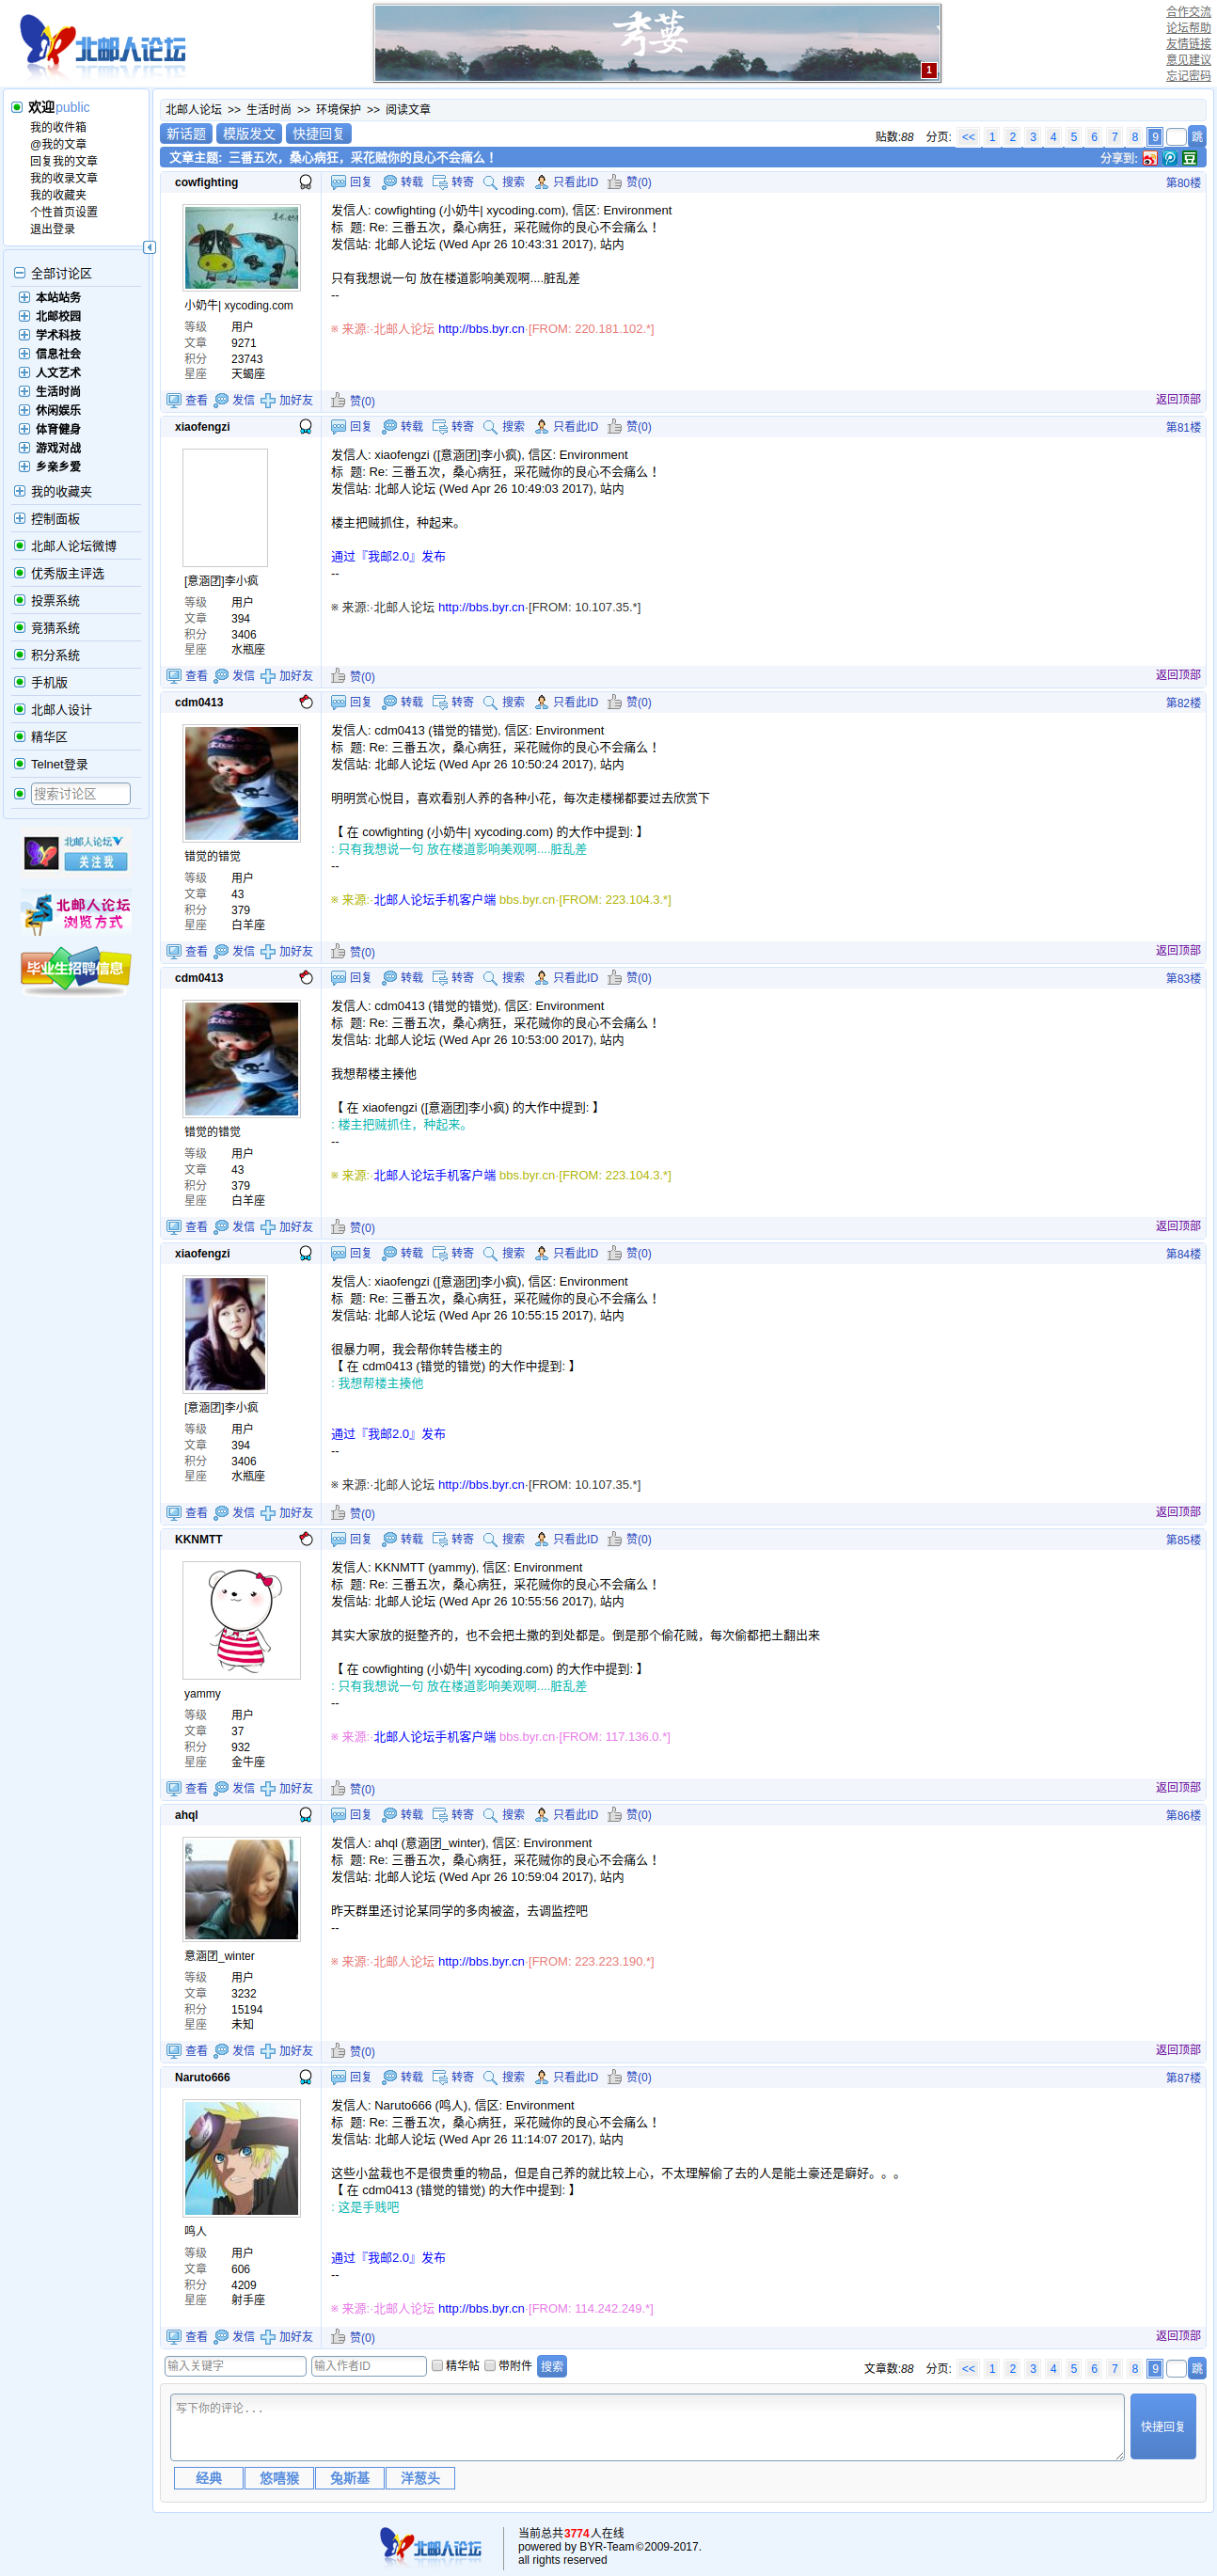 北邮人论坛
秀蓃
1
合作交流
论坛帮助
友情链接
意见建议
忘记密码
欢迎public
我的收件箱
@我的文章
回复我的文章
我的收录文章
我的收藏夹
个性首页设置
退出登录
全部讨论区
本站站务
北邮校园
学术科技
信息社会
人文艺术
生活时尚
休闲娱乐
体育健身
游戏对战
乡亲乡爱
我的收藏夹
控制面板
北邮人论坛微博
优秀版主评选
投票系统
竞猜系统
积分系统
手机版
北邮人设计
精华区
Telnet登录
搜索讨论区
北邮人论坛
关注我
北邮人论坛
浏览方式
毕业生招聘信息
北邮人论坛 >> 生活时尚 >> 环境保护 >> 阅读文章
新话题 模版发文 快捷回复
贴数:88 分页: << 1 2 3 4 5 6 7 8 9 跳
文章主题: 三番五次，桑心病狂，采花贼你的良心不会痛么！
分享到: 豆
cowfighting
回复 转载 转寄 搜索 只看此ID 赞(0) 第80楼
小奶牛| xycoding.com
等级 用户
文章 9271
积分 23743
星座 天蝎座
发信人: cowfighting (小奶牛| xycoding.com), 信区: Environment
标 题: Re: 三番五次，桑心病狂，采花贼你的良心不会痛么！
发信站: 北邮人论坛 (Wed Apr 26 10:43:31 2017), 站内
只有我想说一句 放在楼道影响美观啊....脏乱差
--
※ 来源:·北邮人论坛 http://bbs.byr.cn·[FROM: 220.181.102.*]
查看 发信 加好友 赞(0) 返回顶部
xiaofengzi
回复 转载 转寄 搜索 只看此ID 赞(0) 第81楼
[意涵团]李小疯
等级 用户
文章 394
积分 3406
星座 水瓶座
发信人: xiaofengzi ([意涵团]李小疯), 信区: Environment
标 题: Re: 三番五次，桑心病狂，采花贼你的良心不会痛么！
发信站: 北邮人论坛 (Wed Apr 26 10:49:03 2017), 站内
楼主把贼抓住，种起来。
通过『我邮2.0』发布
--
※ 来源:·北邮人论坛 http://bbs.byr.cn·[FROM: 10.107.35.*]
查看 发信 加好友 赞(0) 返回顶部
cdm0413
回复 转载 转寄 搜索 只看此ID 赞(0) 第82楼
错觉的错觉
等级 用户
文章 43
积分 379
星座 白羊座
发信人: cdm0413 (错觉的错觉), 信区: Environment
标 题: Re: 三番五次，桑心病狂，采花贼你的良心不会痛么！
发信站: 北邮人论坛 (Wed Apr 26 10:50:24 2017), 站内
明明赏心悦目，喜欢看别人养的各种小花，每次走楼梯都要过去欣赏下
【 在 cowfighting (小奶牛| xycoding.com) 的大作中提到: 】
: 只有我想说一句 放在楼道影响美观啊....脏乱差
--
※ 来源:·北邮人论坛手机客户端 bbs.byr.cn·[FROM: 223.104.3.*]
查看 发信 加好友 赞(0) 返回顶部
cdm0413
回复 转载 转寄 搜索 只看此ID 赞(0) 第83楼
错觉的错觉
等级 用户
文章 43
积分 379
星座 白羊座
发信人: cdm0413 (错觉的错觉), 信区: Environment
标 题: Re: 三番五次，桑心病狂，采花贼你的良心不会痛么！
发信站: 北邮人论坛 (Wed Apr 26 10:53:00 2017), 站内
我想帮楼主揍他
【 在 xiaofengzi ([意涵团]李小疯) 的大作中提到: 】
: 楼主把贼抓住，种起来。
--
※ 来源:·北邮人论坛手机客户端 bbs.byr.cn·[FROM: 223.104.3.*]
查看 发信 加好友 赞(0) 返回顶部
xiaofengzi
回复 转载 转寄 搜索 只看此ID 赞(0) 第84楼
[意涵团]李小疯
等级 用户
文章 394
积分 3406
星座 水瓶座
发信人: xiaofengzi ([意涵团]李小疯), 信区: Environment
标 题: Re: 三番五次，桑心病狂，采花贼你的良心不会痛么！
发信站: 北邮人论坛 (Wed Apr 26 10:55:15 2017), 站内
很暴力啊，我会帮你转告楼主的
【 在 cdm0413 (错觉的错觉) 的大作中提到: 】
: 我想帮楼主揍他
通过『我邮2.0』发布
--
※ 来源:·北邮人论坛 http://bbs.byr.cn·[FROM: 10.107.35.*]
查看 发信 加好友 赞(0) 返回顶部
KKNMTT
回复 转载 转寄 搜索 只看此ID 赞(0) 第85楼
yammy
等级 用户
文章 37
积分 932
星座 金牛座
发信人: KKNMTT (yammy), 信区: Environment
标 题: Re: 三番五次，桑心病狂，采花贼你的良心不会痛么！
发信站: 北邮人论坛 (Wed Apr 26 10:55:56 2017), 站内
其实大家放的挺整齐的，也不会把土撒的到处都是。倒是那个偷花贼，每次偷都把土翻出来
【 在 cowfighting (小奶牛| xycoding.com) 的大作中提到: 】
: 只有我想说一句 放在楼道影响美观啊....脏乱差
--
※ 来源:·北邮人论坛手机客户端 bbs.byr.cn·[FROM: 117.136.0.*]
查看 发信 加好友 赞(0) 返回顶部
ahql
回复 转载 转寄 搜索 只看此ID 赞(0) 第86楼
意涵团_winter
等级 用户
文章 3232
积分 15194
星座 未知
发信人: ahql (意涵团_winter), 信区: Environment
标 题: Re: 三番五次，桑心病狂，采花贼你的良心不会痛么！
发信站: 北邮人论坛 (Wed Apr 26 10:59:04 2017), 站内
昨天群里还讨论某同学的多肉被盗，去调监控吧
--
※ 来源:·北邮人论坛 http://bbs.byr.cn·[FROM: 223.223.190.*]
查看 发信 加好友 赞(0) 返回顶部
Naruto666
回复 转载 转寄 搜索 只看此ID 赞(0) 第87楼
鸣人
等级 用户
文章 606
积分 4209
星座 射手座
发信人: Naruto666 (鸣人), 信区: Environment
标 题: Re: 三番五次，桑心病狂，采花贼你的良心不会痛么！
发信站: 北邮人论坛 (Wed Apr 26 11:14:07 2017), 站内
这些小盆栽也不是很贵重的物品，但是自己养的就比较上心，不太理解偷了去的人是能土豪还是癖好。。。
【 在 cdm0413 (错觉的错觉) 的大作中提到: 】
: 这是手贱吧
通过『我邮2.0』发布
--
※ 来源:·北邮人论坛 http://bbs.byr.cn·[FROM: 114.242.249.*]
查看 发信 加好友 赞(0) 返回顶部
输入关键字 输入作者ID 精华帖 带附件 搜索
文章数:88 分页: << 1 2 3 4 5 6 7 8 9 跳
写下你的评论...
快捷回复
经典 悠嘻猴 兔斯基 洋葱头
北邮人论坛
当前总共3774人在线
powered by BYR-Team©2009-2017.
all rights reserved